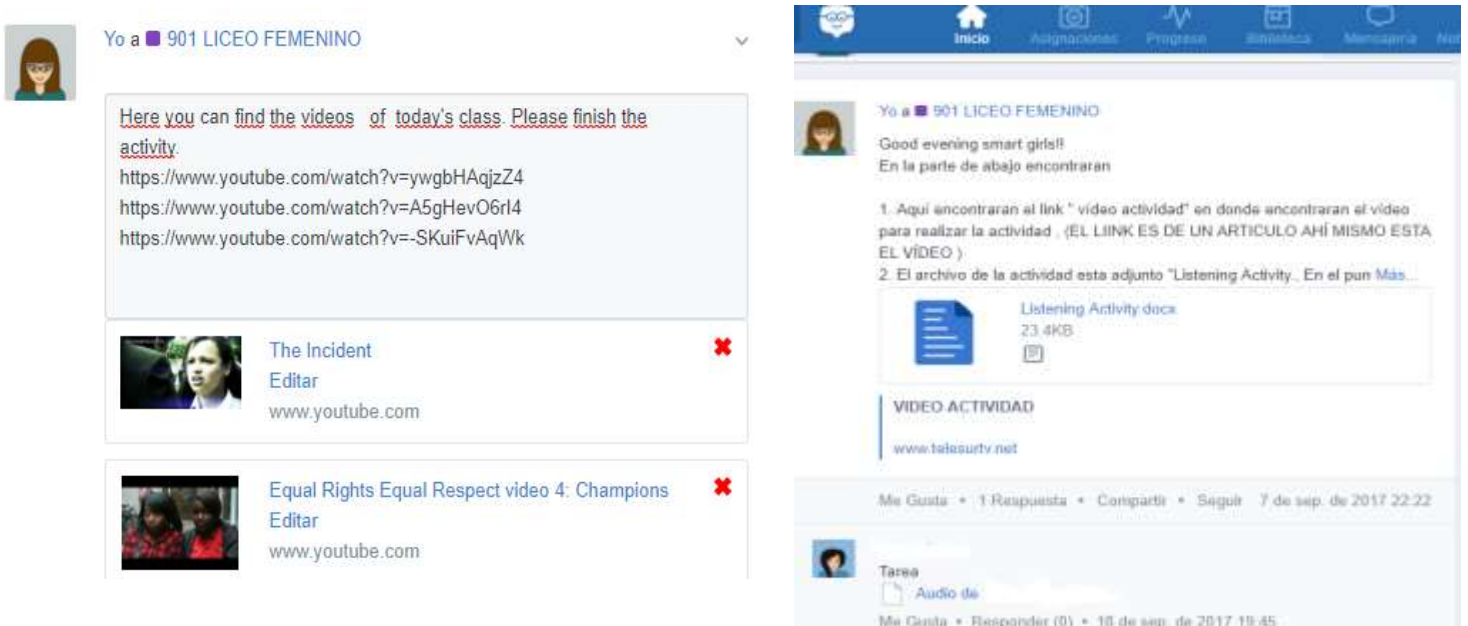 Yo a 901 LICEO FEMENINO
Here you can find the videos of today's class. Please finish the
activity.
https://www.youtube.com/watch?v=ywgbHAqjzZ4
https://www.youtube.com/watch?v=A5gHevO6rI4
https://www.youtube.com/watch?v=-SKuiFvAqWk
The Incident
Editar
www.youtube.com
Equal Rights Equal Respect video 4: Champions
Editar
www.youtube.com
Inicio
Asignaciones
Progreso
Biblioteca
Mensajería
Yo a 901 LICEO FEMENINO
Good evening smart girls!!
En la parte de abajo encontraran
1. Aquí encontraran el link " video actividad" en donde encontraran el vídeo
para realizar la actividad . (EL LIINK ES DE UN ARTICULO AHÍ MISMO ESTA
EL VÍDEO )
2. El archivo de la actividad esta adjunto "Listening Activity., En el pun Más...
Listening Activity.docx
23.4KB
VIDEO ACTIVIDAD
www.telesurtv.net
Me Gusta • 1 Respuesta • Compartir • Seguir 7 de sep. de 2017 22:22
Tarea
Audio de
Me Gusta • Responder (0) • de sep. de 2017 19:45